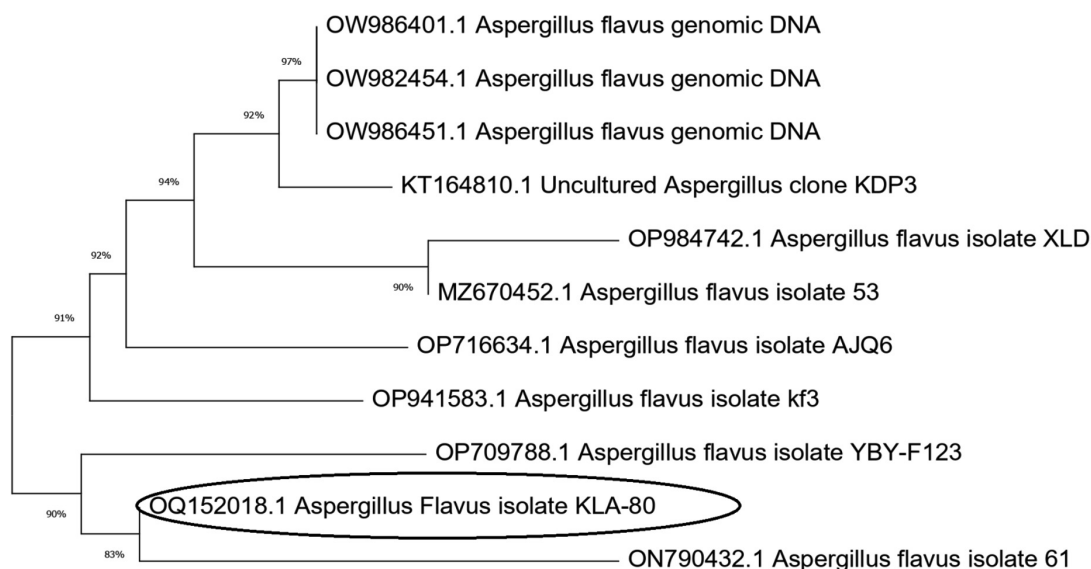 OW986401.1 Aspergillus flavus genomic DNA
97%
OW982454.1 Aspergillus flavus genomic DNA
92%
OW986451.1 Aspergillus flavus genomic DNA
94%
KT164810.1 Uncultured Aspergillus clone KDP3
OP984742.1 Aspergillus flavus isolate XLD
92%
90%
MZ670452.1 Aspergillus flavus isolate 53
91%
OP716634.1 Aspergillus flavus isolate AJQ6
OP941583.1 Aspergillus flavus isolate kf3
OP709788.1 Aspergillus flavus isolate YBY-F123
OQ152018.1 Aspergillus Flavus isolate KLA-80
90%
83%
ON790432.1 Aspergillus flavus isolate 61